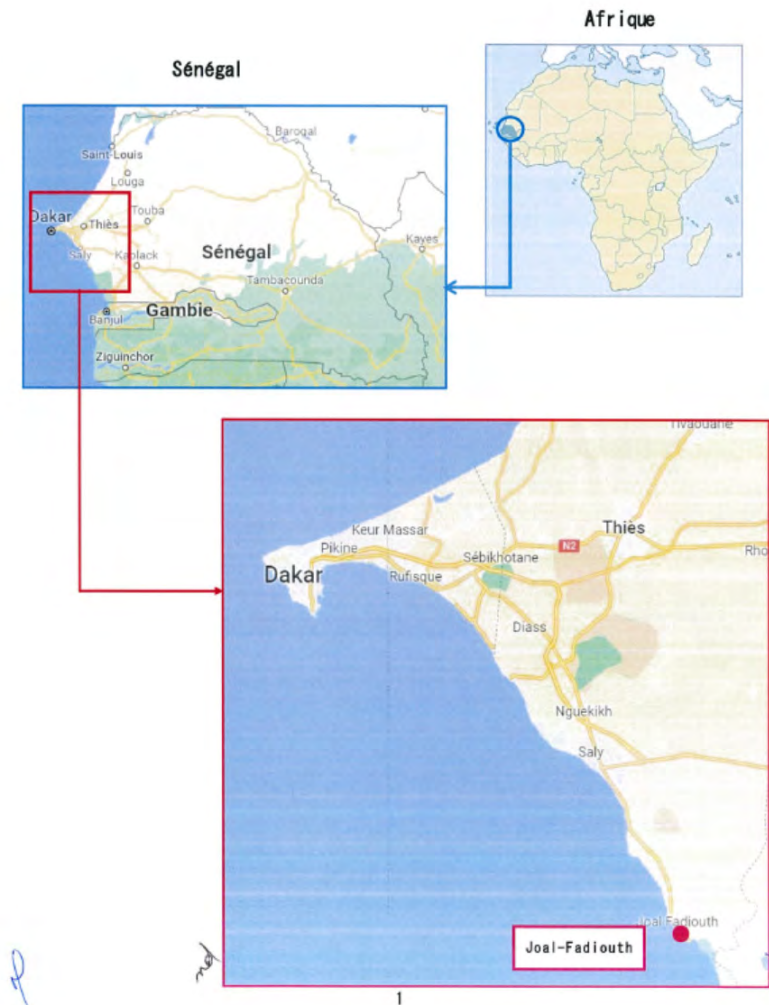 Afrique
Sénégal
Barogal
Saint-Louis
Louga
Dakar
Thiès
Touba
Saly
Kaolack
Sénégal
Kayes
Tambacounda
Gambie
Banjul
Ziguinchor
Tivaouane
Keur Massar
Thiès
N2
Pikine
Sébikhotane
Rho
Dakar
Rufisque
Diass
Nguekikh
Saly
Joal Fadiouth
Joal-Fadiouth
1